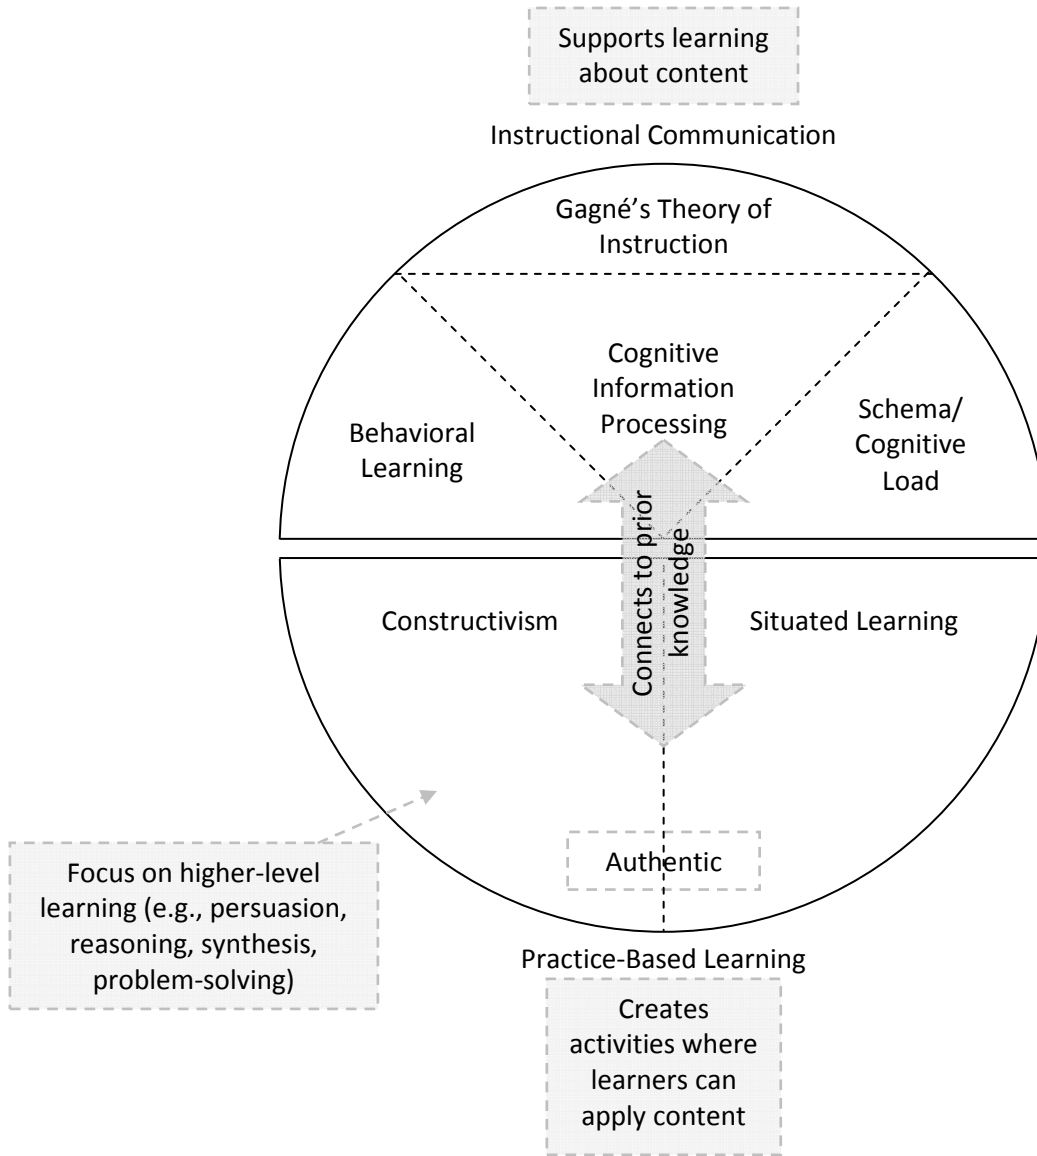 Supports learning
about content
Instructional Communication
Gagné’s Theory of
Instruction
Cognitive
Information
Processing
Behavioral
Learning
Schema/
Cognitive
Load
Connects to prior
knowledge
Constructivism
Situated Learning
Authentic
Focus on higher-level
learning (e.g., persuasion,
reasoning, synthesis,
problem-solving)
Practice-Based Learning
Creates
activities where
learners can
apply content